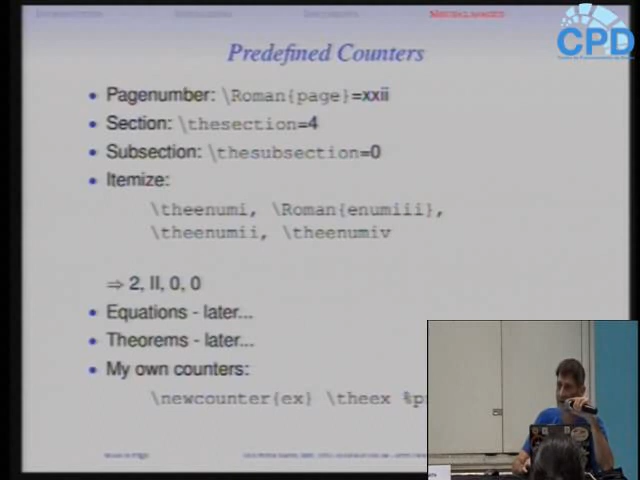 CPD
Predefined Counters
• Pagenumber: \Roman{page}=xxii
• Section: \thesection=4
• Subsection: \thesubsection=0
• Itemize:
\theenumi, \Roman{enumiii},
\theenumii, \theenumiv
⇒ 2, II, 0, 0
• Equations - later...
• Theorems - later...
• My own counters:
\newcounter{ex} \theex